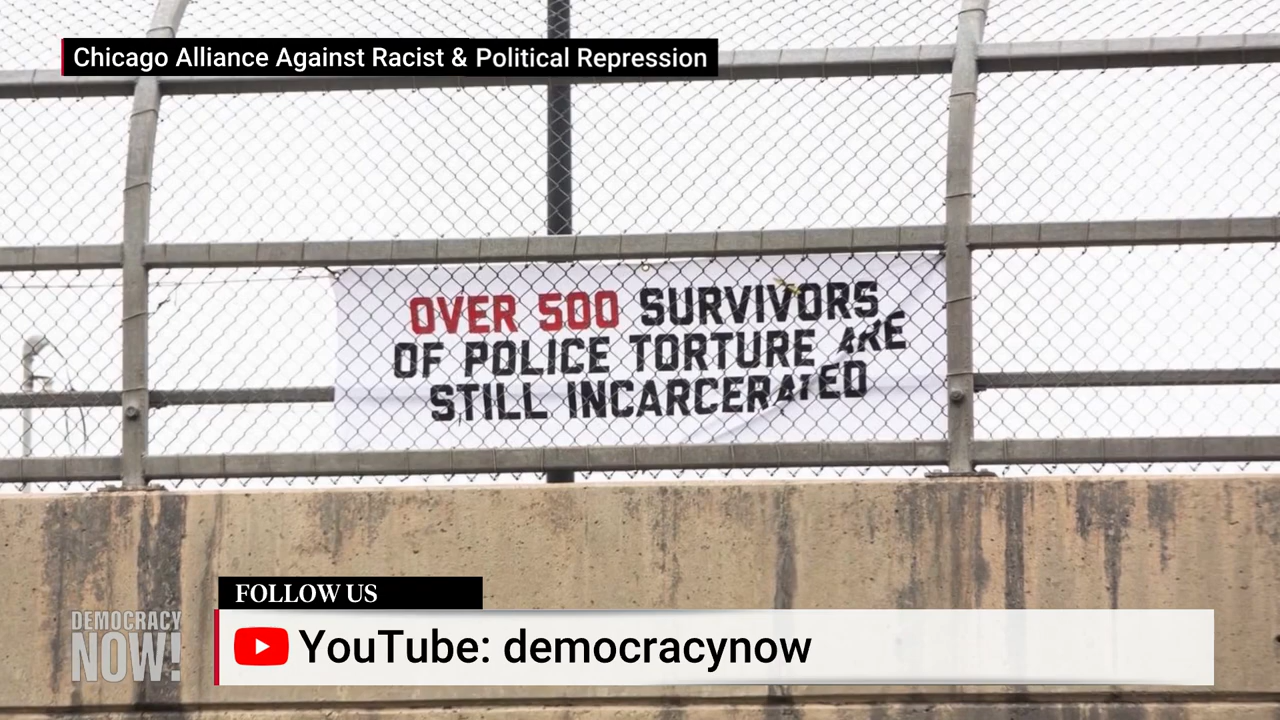 Chicago Alliance Against Racist & Political Repression
OVER 500 SURVIVORS
OF POLICE TORTURE ARE
STILL INCARCERATED
FOLLOW US
DEMOCRACY
NOW!
YouTube: democracynow